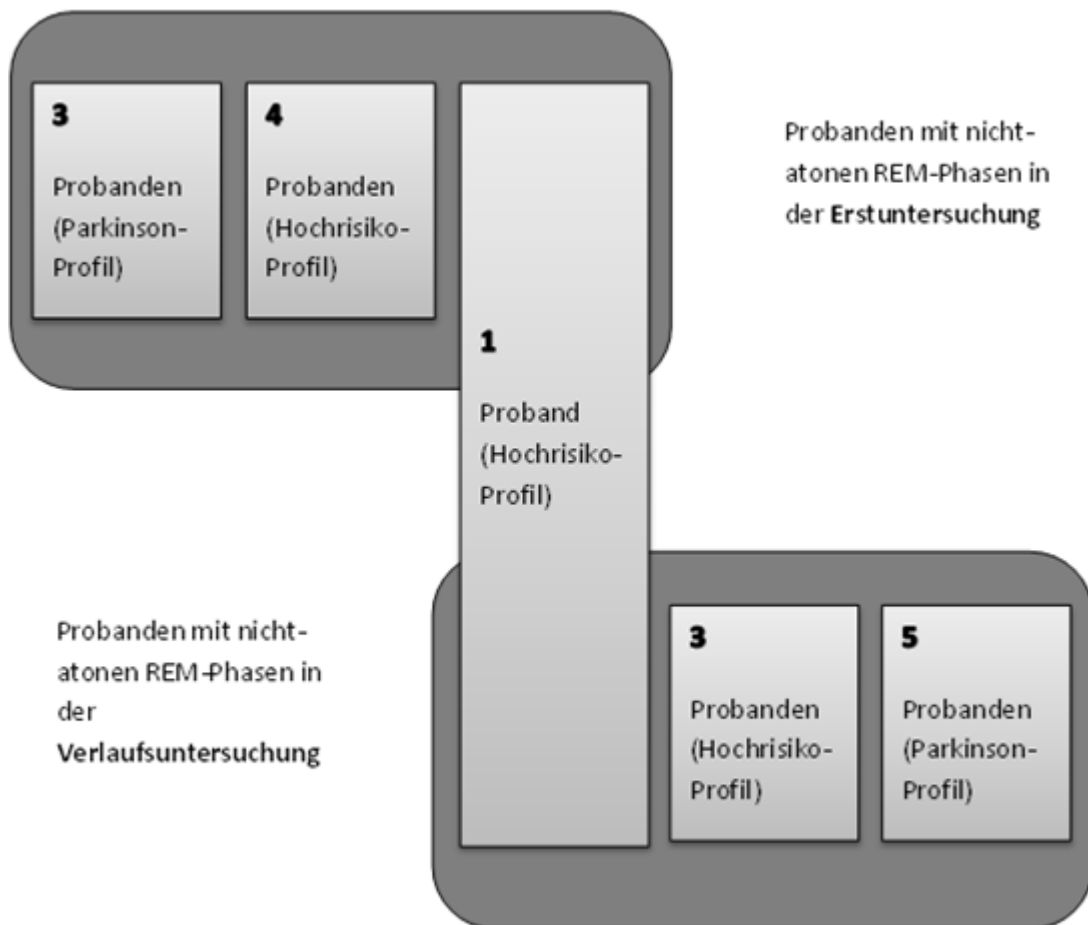 3
Probanden
(Parkinson-
Profil)
4
Probanden
(Hochrisiko-
Profil)
1
Proband
(Hochrisiko-
Profil)
Probanden mit nicht-
atonen REM-Phasen in
der Erstuntersuchung
Probanden mit nicht-
atonen REM-Phasen in
der
Verlaufsuntersuchung
3
Probanden
(Hochrisiko-
Profil)
5
Probanden
(Parkinson-
Profil)